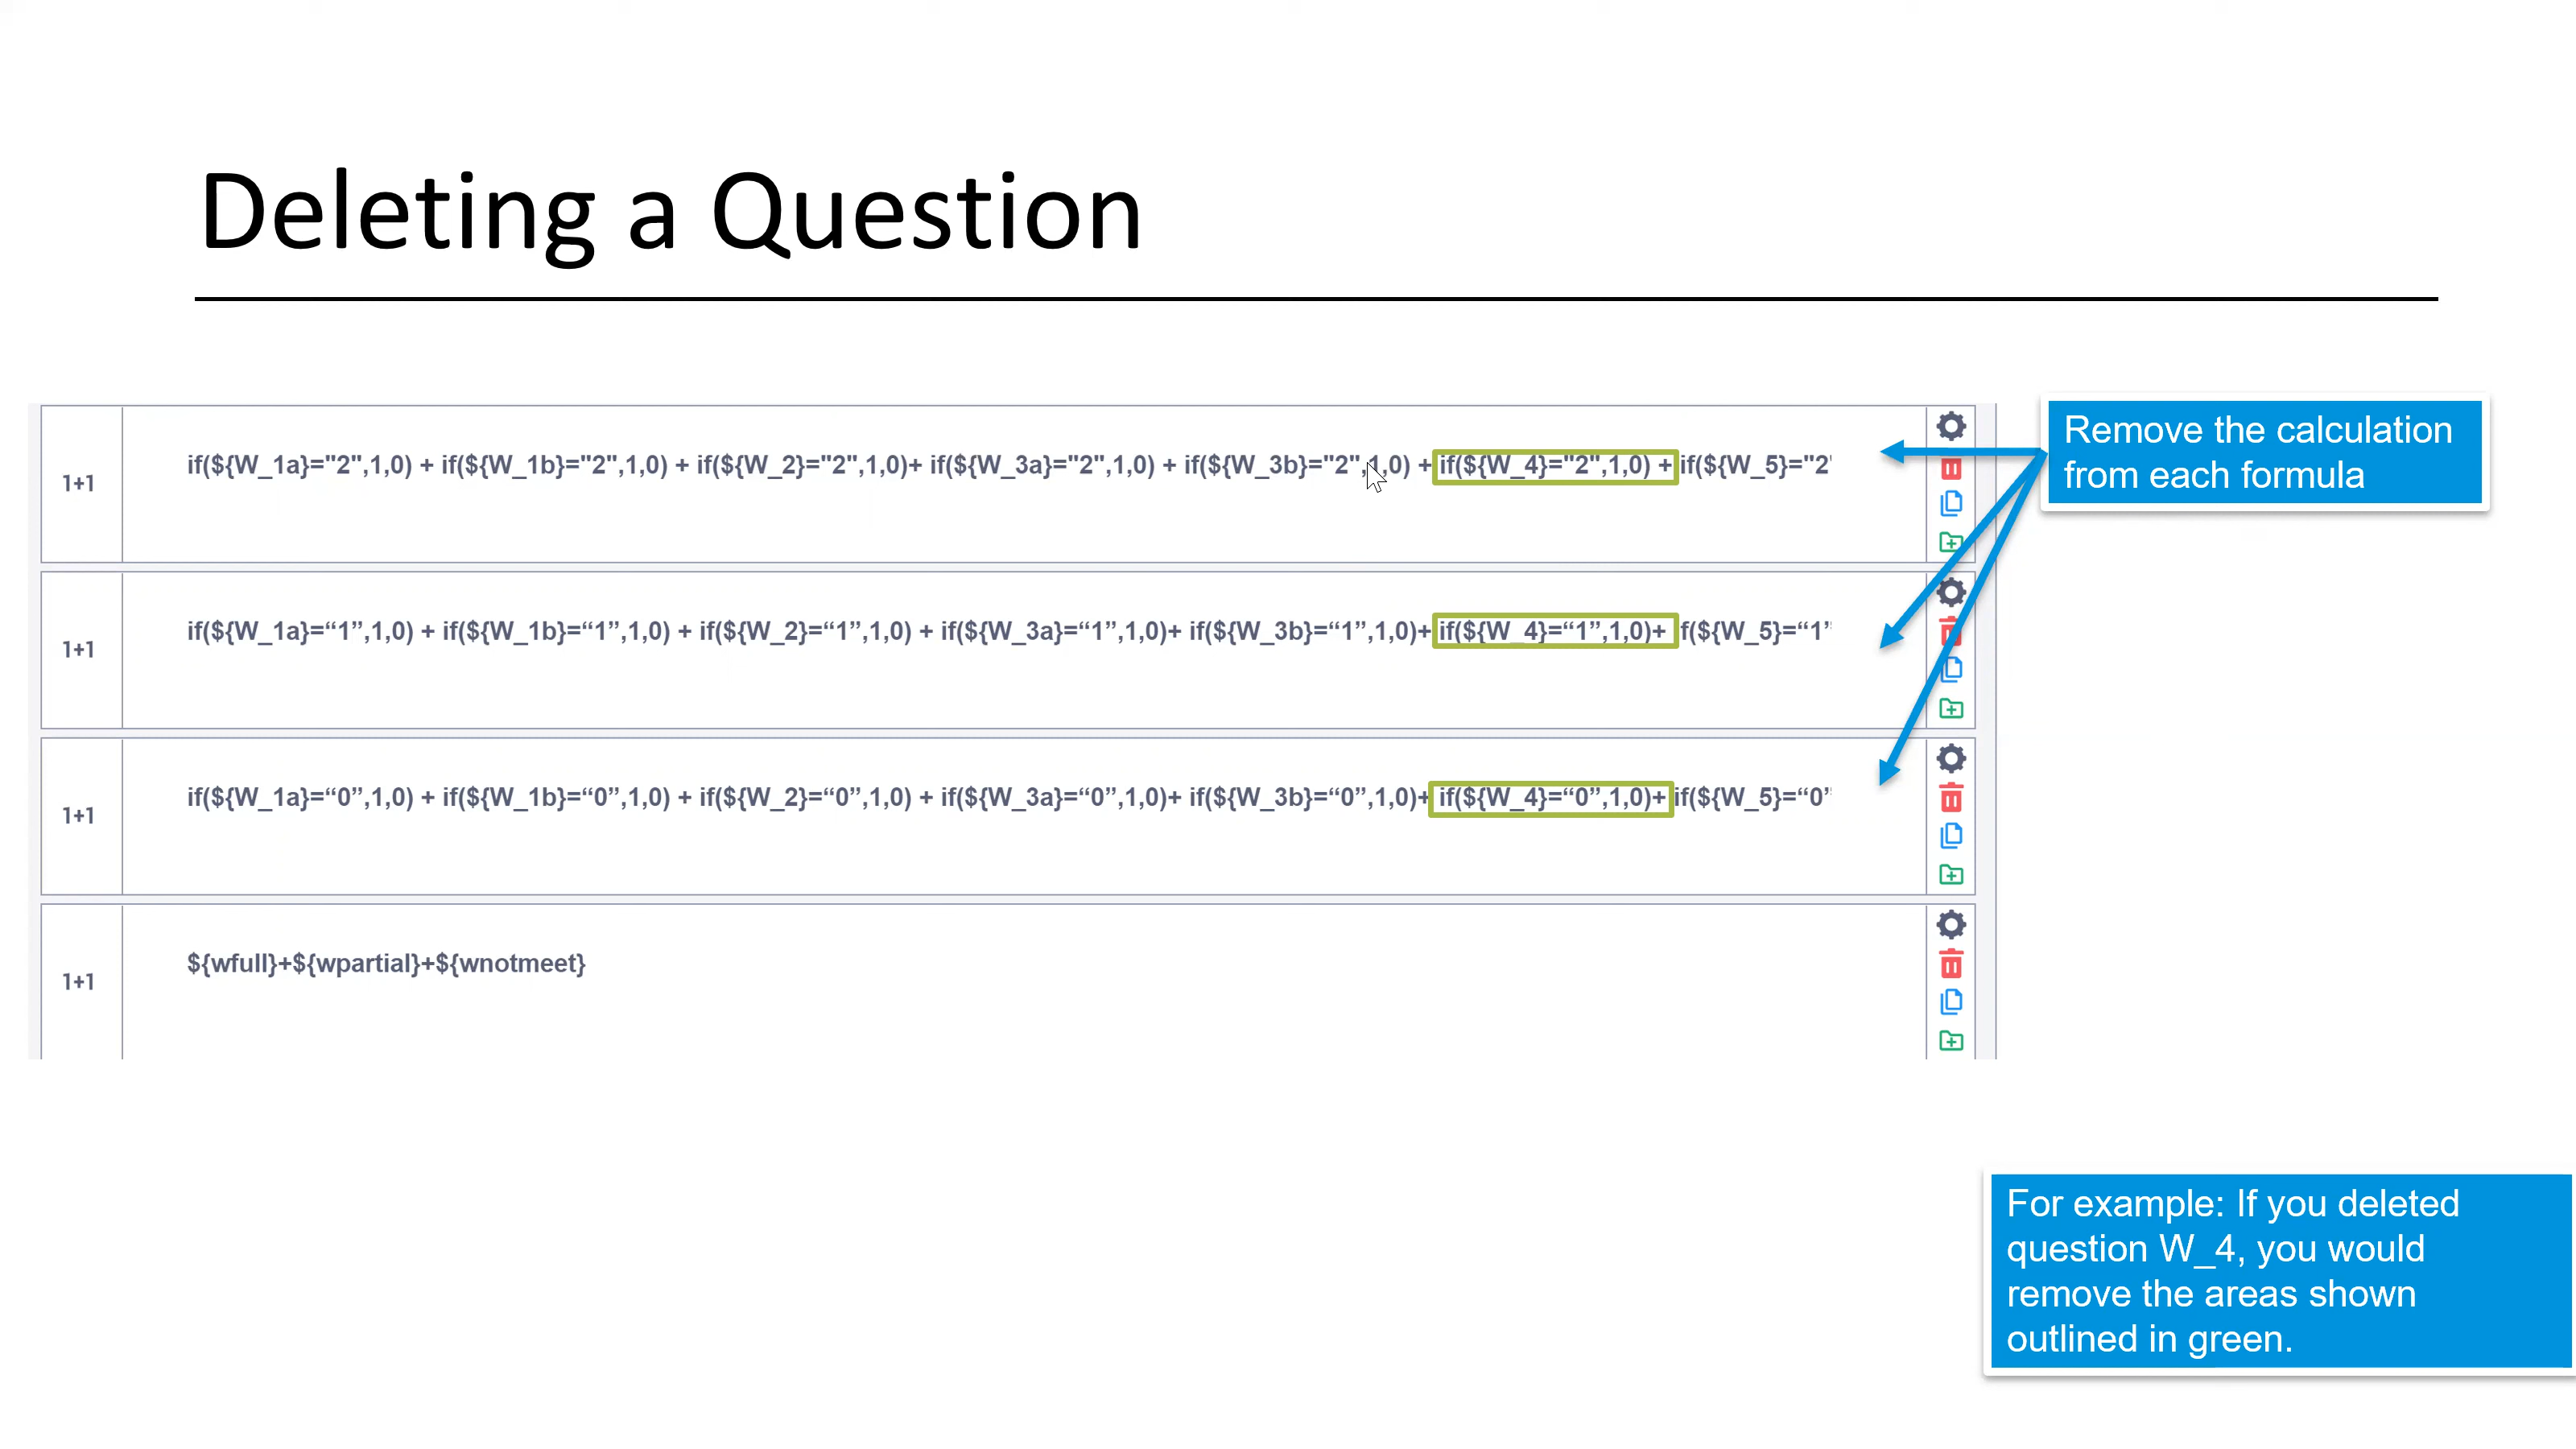 Deleting a Question
1+1
if(${W_1a}="2",1,0) + if(${W_1b}="2",1,0) + if(${W_2}="2",1,0)+ if(${W_3a}="2",1,0) + if(${W_3b}="2",1,0) + if(${W_4}="2",1,0) + if(${W_5}="2"
Remove the calculation
from each formula
1+1
if(${W_1a}=“1”,1,0) + if(${W_1b}=“1”,1,0) + if(${W_2}=“1”,1,0) + if(${W_3a}=“1”,1,0)+ if(${W_3b}=“1”,1,0)+ if(${W_4}=“1”,1,0)+ f(${W_5}=“1”
1+1
if(${W_1a}=“0”,1,0) + if(${W_1b}=“0”,1,0) + if(${W_2}=“0”,1,0) + if(${W_3a}=“0”,1,0)+ if(${W_3b}=“0”,1,0)+ if(${W_4}=“0”,1,0)+ if(${W_5}=“0”
1+1
${wfull}+${wpartial}+${wnotmeet}
For example: If you deleted
question W_4, you would
remove the areas shown
outlined in green.